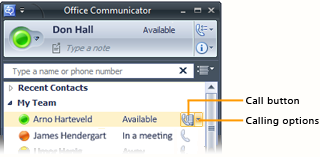 Office Communicator
Don Hall Available
Type a note
Type a name or phone number
Recent Contacts
My Team
Arno Harteveld Available
James Hendergart In a meeting
Call button
Calling options